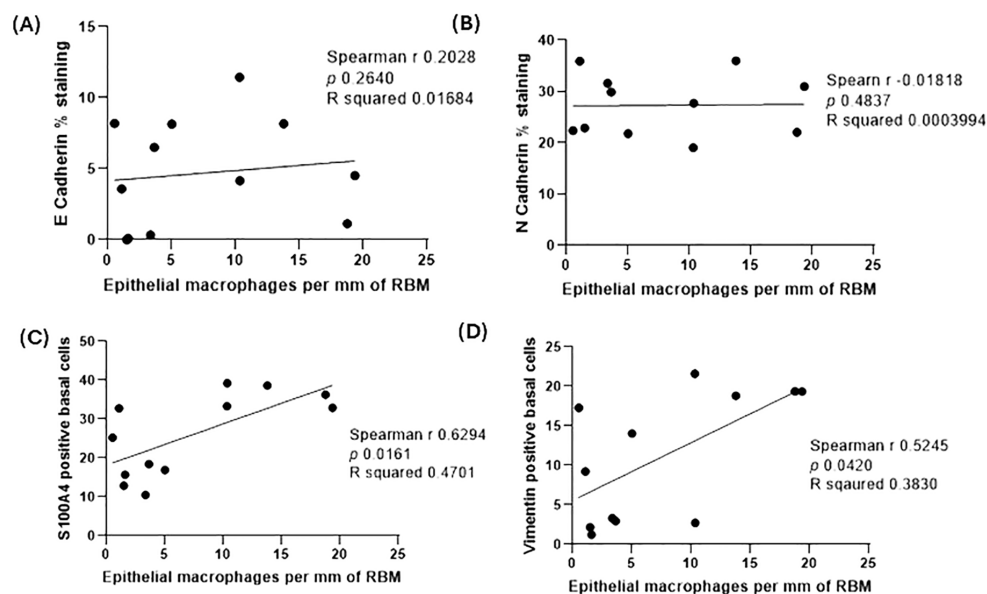 (A)
15
10
5
0
E Cadherin % staining
Spearman r 0.2028
p 0.2640
R squared 0.01684
0 5 10 15 20 25
Epithelial macrophages per mm of RBM
(B)
40
30
20
10
0
N Cadherin % staining
Spearn r -0.01818
p 0.4837
R squared 0.0003994
0 5 10 15 20 25
Epithelial macrophages per mm of RBM
(C)
50
40
30
20
10
0
S100A4 positive basal cells
Spearman r 0.6294
p 0.0161
R squared 0.4701
0 5 10 15 20 25
Epithelial macrophages per mm of RBM
(D)
25
20
15
10
5
0
Vimentin positive basal cells
Spearman r 0.5245
p 0.0420
R sqaured 0.3830
0 5 10 15 20 25
Epithelial macrophages per mm of RBM